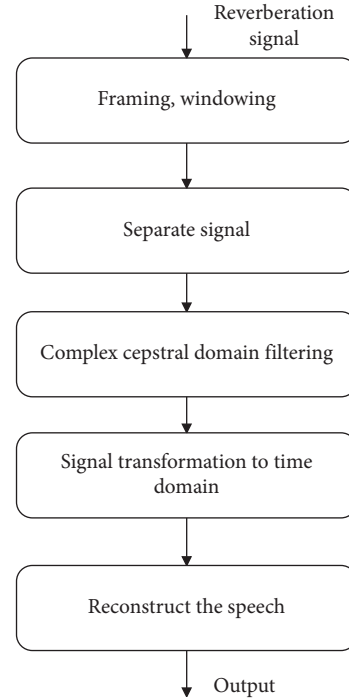 Reverberation
signal
Framing, windowing
Separate signal
Complex cepstral domain filtering
Signal transformation to time
domain
Reconstruct the speech
Output